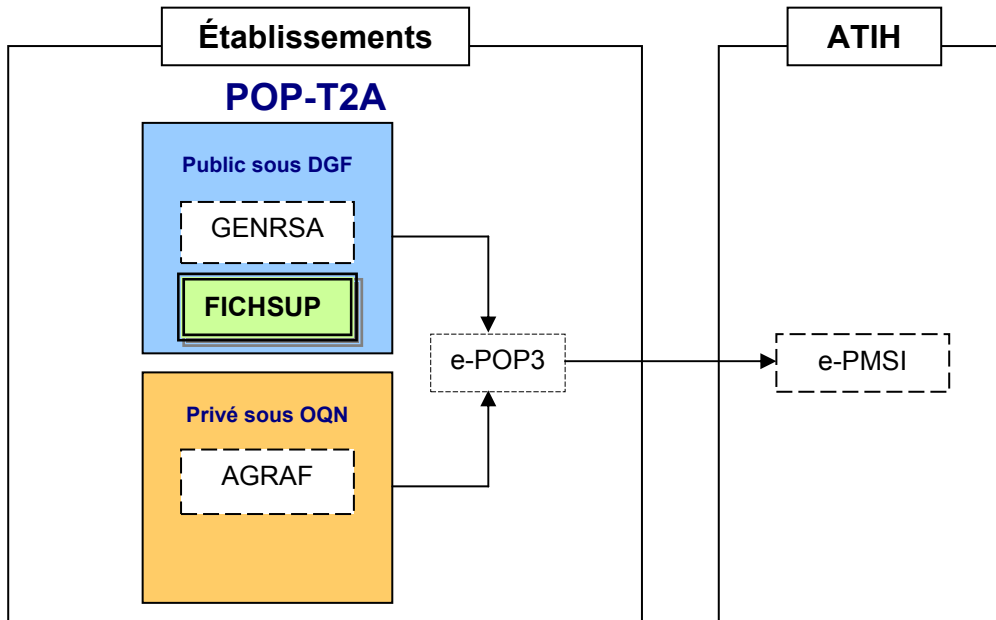 Établissements
ATIH
POP-T2A
Public sous DGF
GENRSA
FICHSUP
e-POP3
e-PMSI
Privé sous OQN
AGRAF